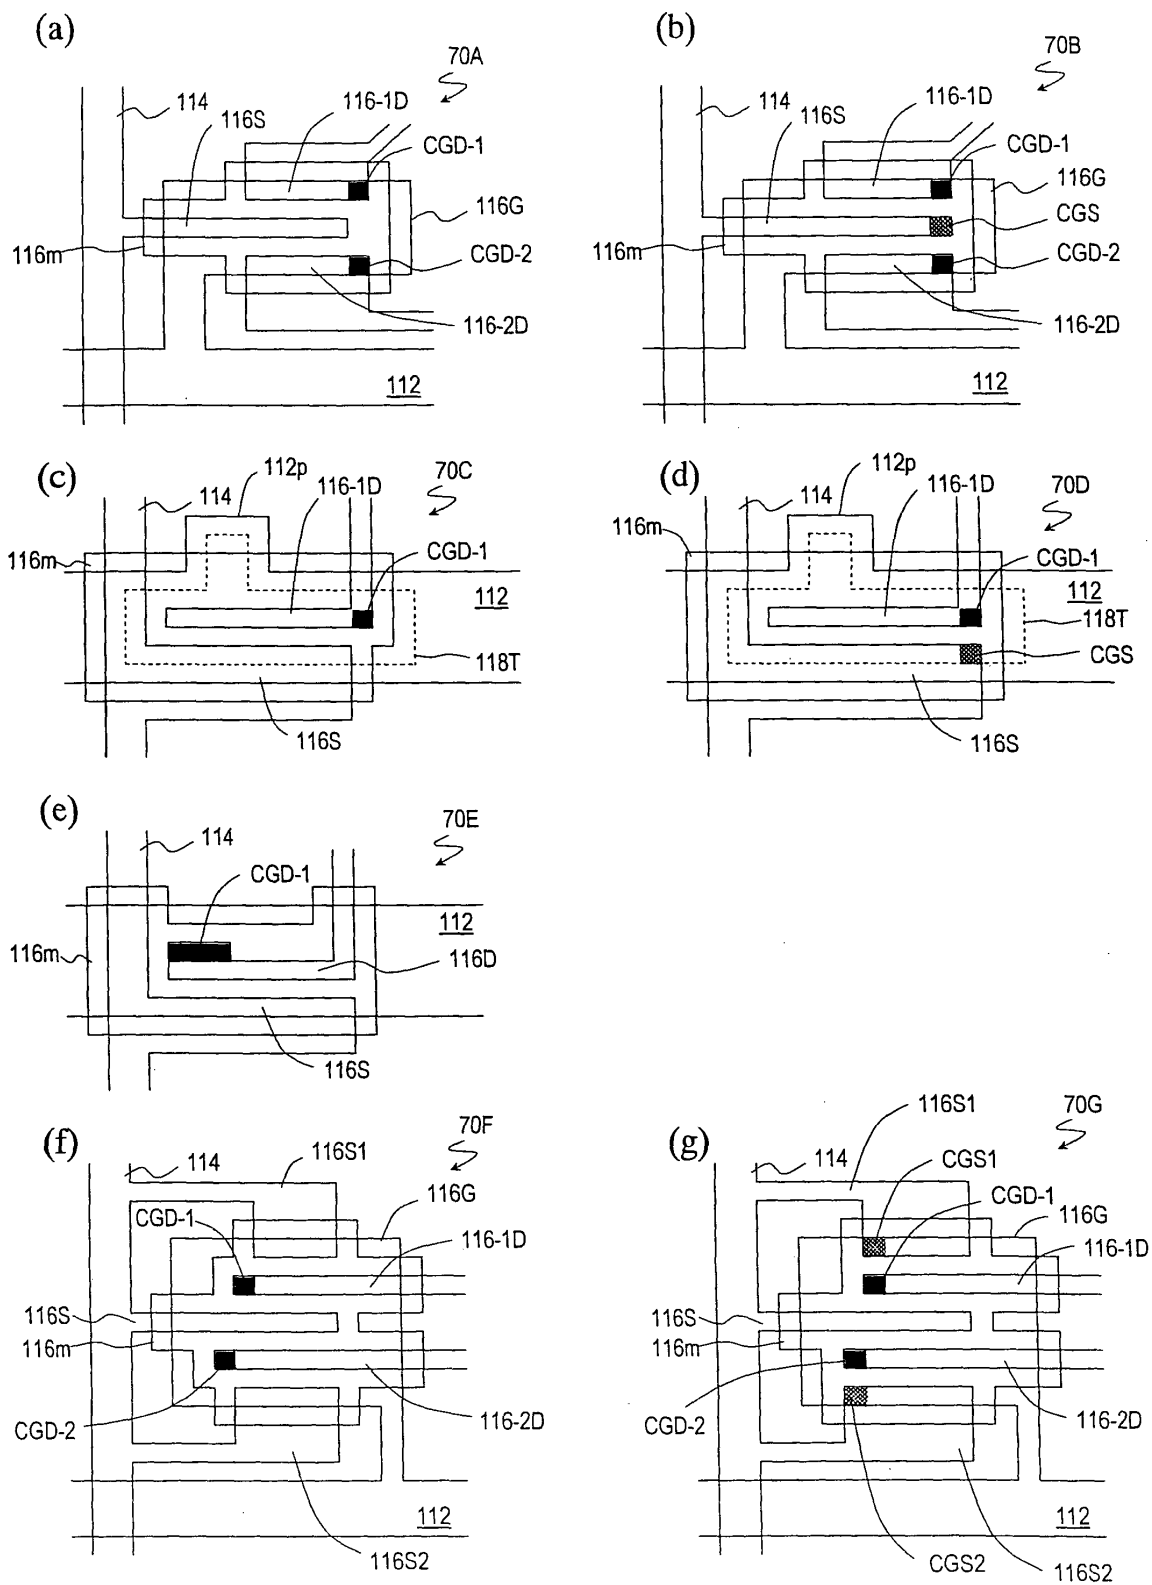 (a)
70A
114
116S
116-1D
CGD-1
116G
116m
CGD-2
116-2D
112
(b)
70B
114
116S
116-1D
CGD-1
116G
CGS
116m
CGD-2
116-2D
112
(c)
70C
112p
114
116-1D
CGD-1
116m
112
118T
116S
(d)
70D
112p
114
116-1D
116m
CGD-1
112
118T
CGS
116S
(e)
70E
114
CGD-1
112
116m
116D
116S
(f)
70F
114
116S1
116G
CGD-1
116-1D
116S
116m
116-2D
CGD-2
112
116S2
(g)
70G
116S1
114
CGS1
CGD-1
116G
116-1D
116S
116m
116-2D
CGD-2
112
CGS2
116S2